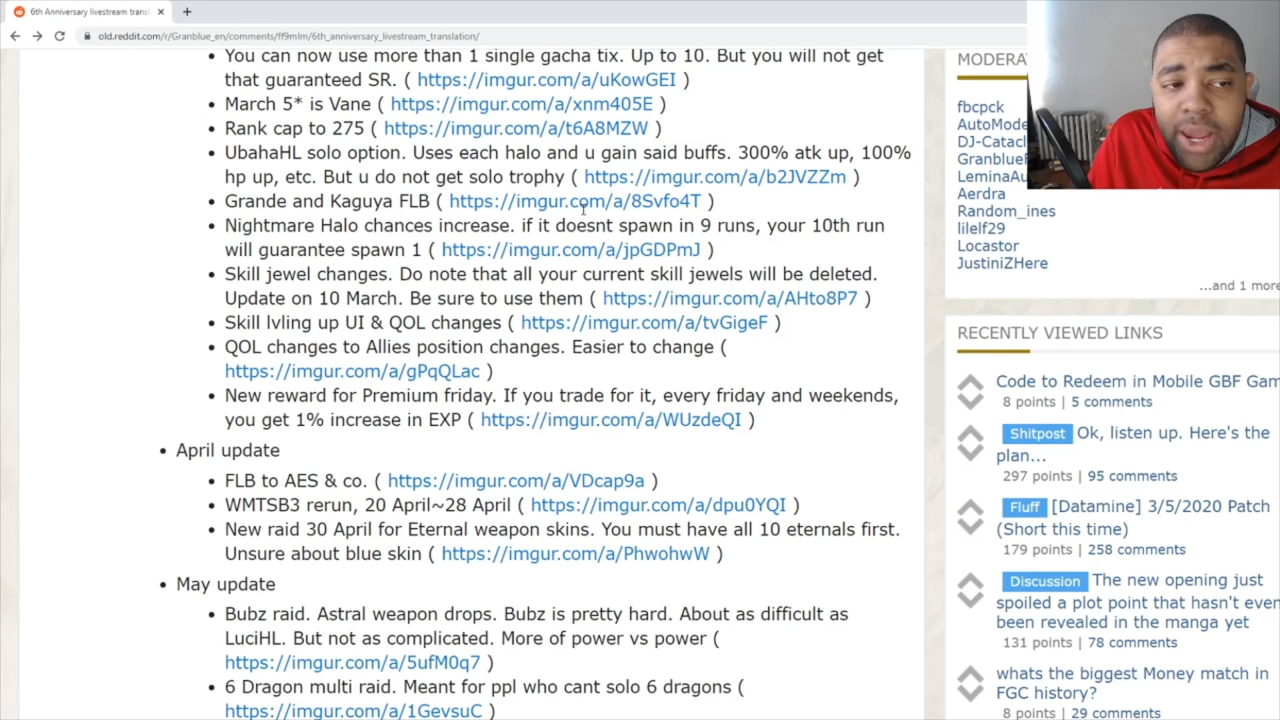 6th Anniversary livestream trans
old.reddit.com/r/Granblue_en/comments/ff9mlm/6th_anniversary_livestream_translation/
You can now use more than 1 single gacha tix. Up to 10. But you will not get
that guaranteed SR. ( https://imgur.com/a/uKowGEI )
March 5* is Vane ( https://imgur.com/a/xnm405E )
Rank cap to 275 ( https://imgur.com/a/t6A8MZW )
UbahaHL solo option. Uses each halo and u gain said buffs. 300% atk up, 100%
hp up, etc. But u do not get solo trophy ( https://imgur.com/a/b2JVZZm )
Grande and Kaguya FLB ( https://imgur.com/a/8Svfo4T )
Nightmare Halo chances increase. if it doesnt spawn in 9 runs, your 10th run
will guarantee spawn 1 ( https://imgur.com/a/jpGDPmJ )
Skill jewel changes. Do note that all your current skill jewels will be deleted.
Update on 10 March. Be sure to use them ( https://imgur.com/a/AHto8P7 )
Skill lvling up UI & QOL changes ( https://imgur.com/a/tvGigeF )
QOL changes to Allies position changes. Easier to change (
https://imgur.com/a/gPqQLac )
New reward for Premium friday. If you trade for it, every friday and weekends,
you get 1% increase in EXP ( https://imgur.com/a/WUzdeQI )
April update
FLB to AES & co. ( https://imgur.com/a/VDcap9a )
WMTSB3 rerun, 20 April~28 April ( https://imgur.com/a/dpu0YQI )
New raid 30 April for Eternal weapon skins. You must have all 10 eternals first.
Unsure about blue skin ( https://imgur.com/a/PhwohwW )
May update
Bubz raid. Astral weapon drops. Bubz is pretty hard. About as difficult as
LuciHL. But not as complicated. More of power vs power (
https://imgur.com/a/5ufM0q7 )
6 Dragon multi raid. Meant for ppl who cant solo 6 dragons (
https://imgur.com/a/1GevsuC )
MODERA
fbcpck
AutoMode
DJ-Catacl
Granblue
LeminaAu
Aerdra
Random_ines
lilelf29
Locastor
JustiniZHere
...and 1 more
RECENTLY VIEWED LINKS
Code to Redeem in Mobile GBF Gam
8 points | 5 comments
Shitpost Ok, listen up. Here's the
plan...
297 points | 95 comments
Fluff [Datamine] 3/5/2020 Patch
(Short this time)
179 points | 258 comments
Discussion The new opening just
spoiled a plot point that hasn't even
been revealed in the manga yet
131 points | 78 comments
whats the biggest Money match in
FGC history?
8 points | 29 comments